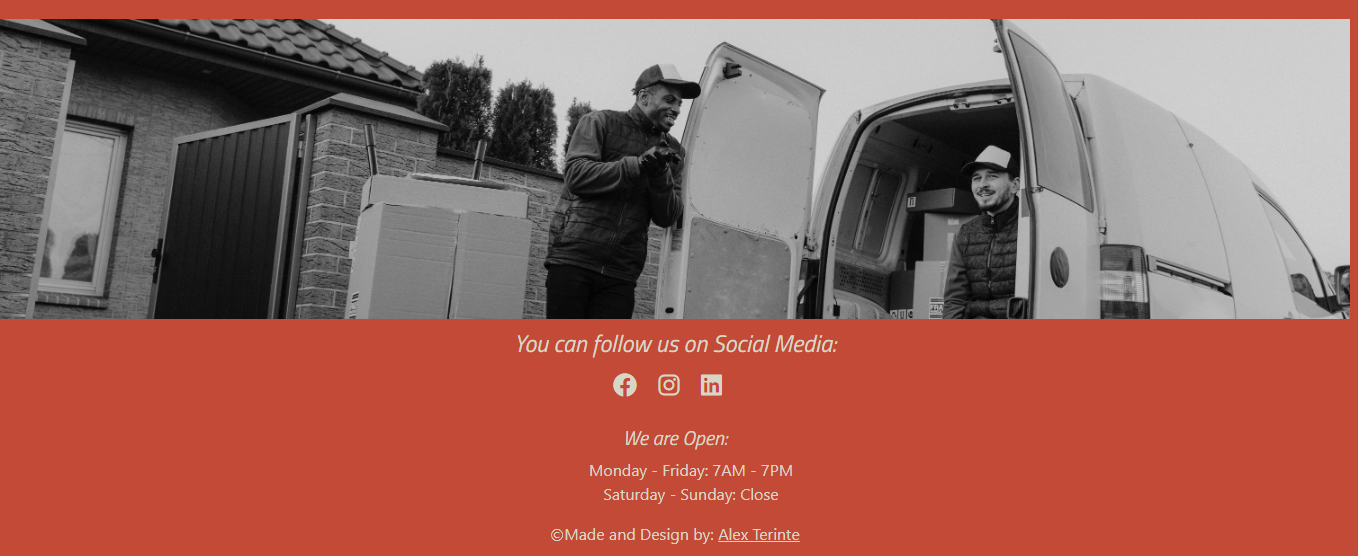 You can follow us on Social Media:
We are Open:
Monday - Friday: 7AM - 7PM
Saturday - Sunday: Close
©Made and Design by: Alex Terinte